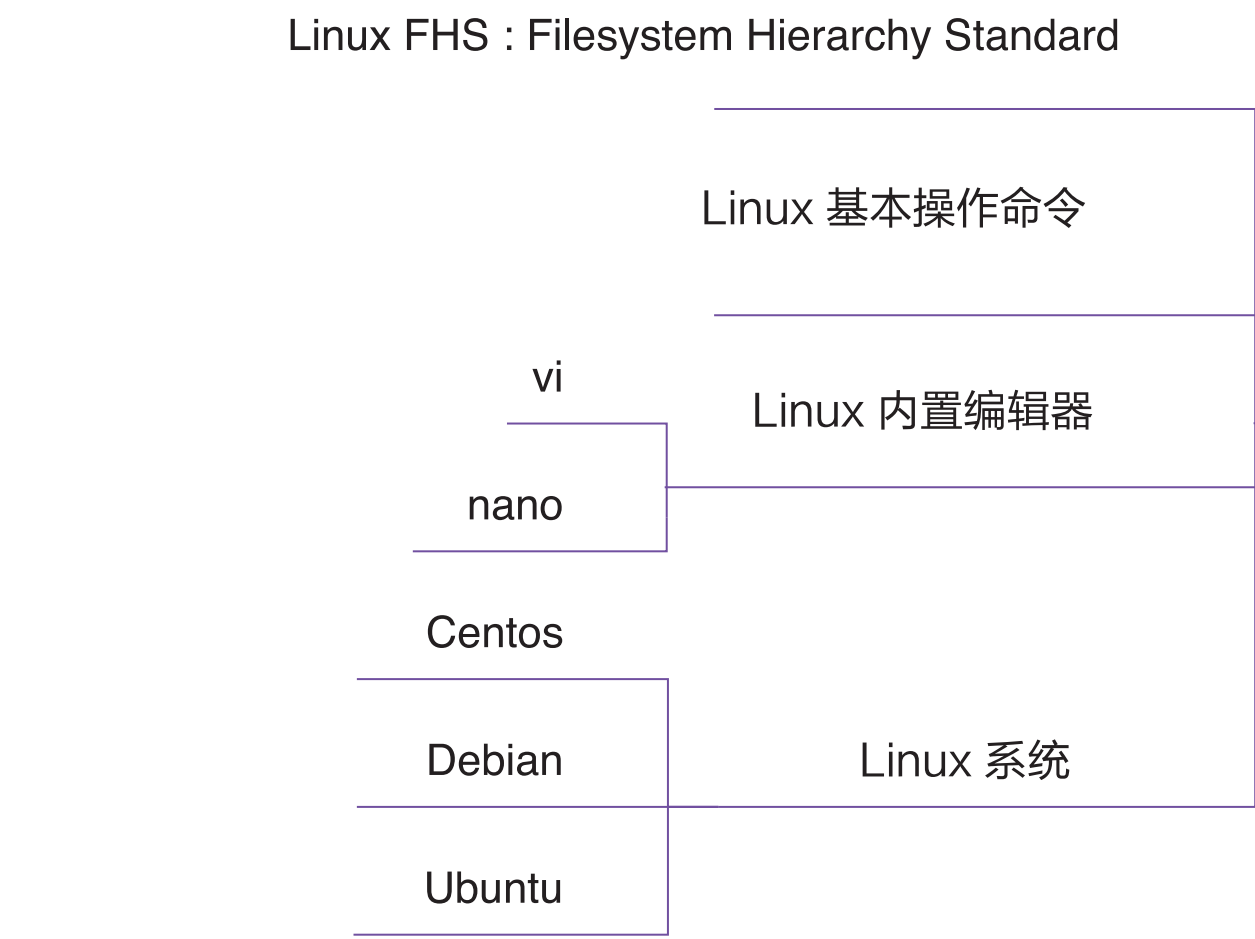 Linux FHS : Filesystem Hierarchy Standard
Linux 基本操作命令
vi
Linux 内置编辑器
nano
Centos
Debian
Linux 系统
Ubuntu